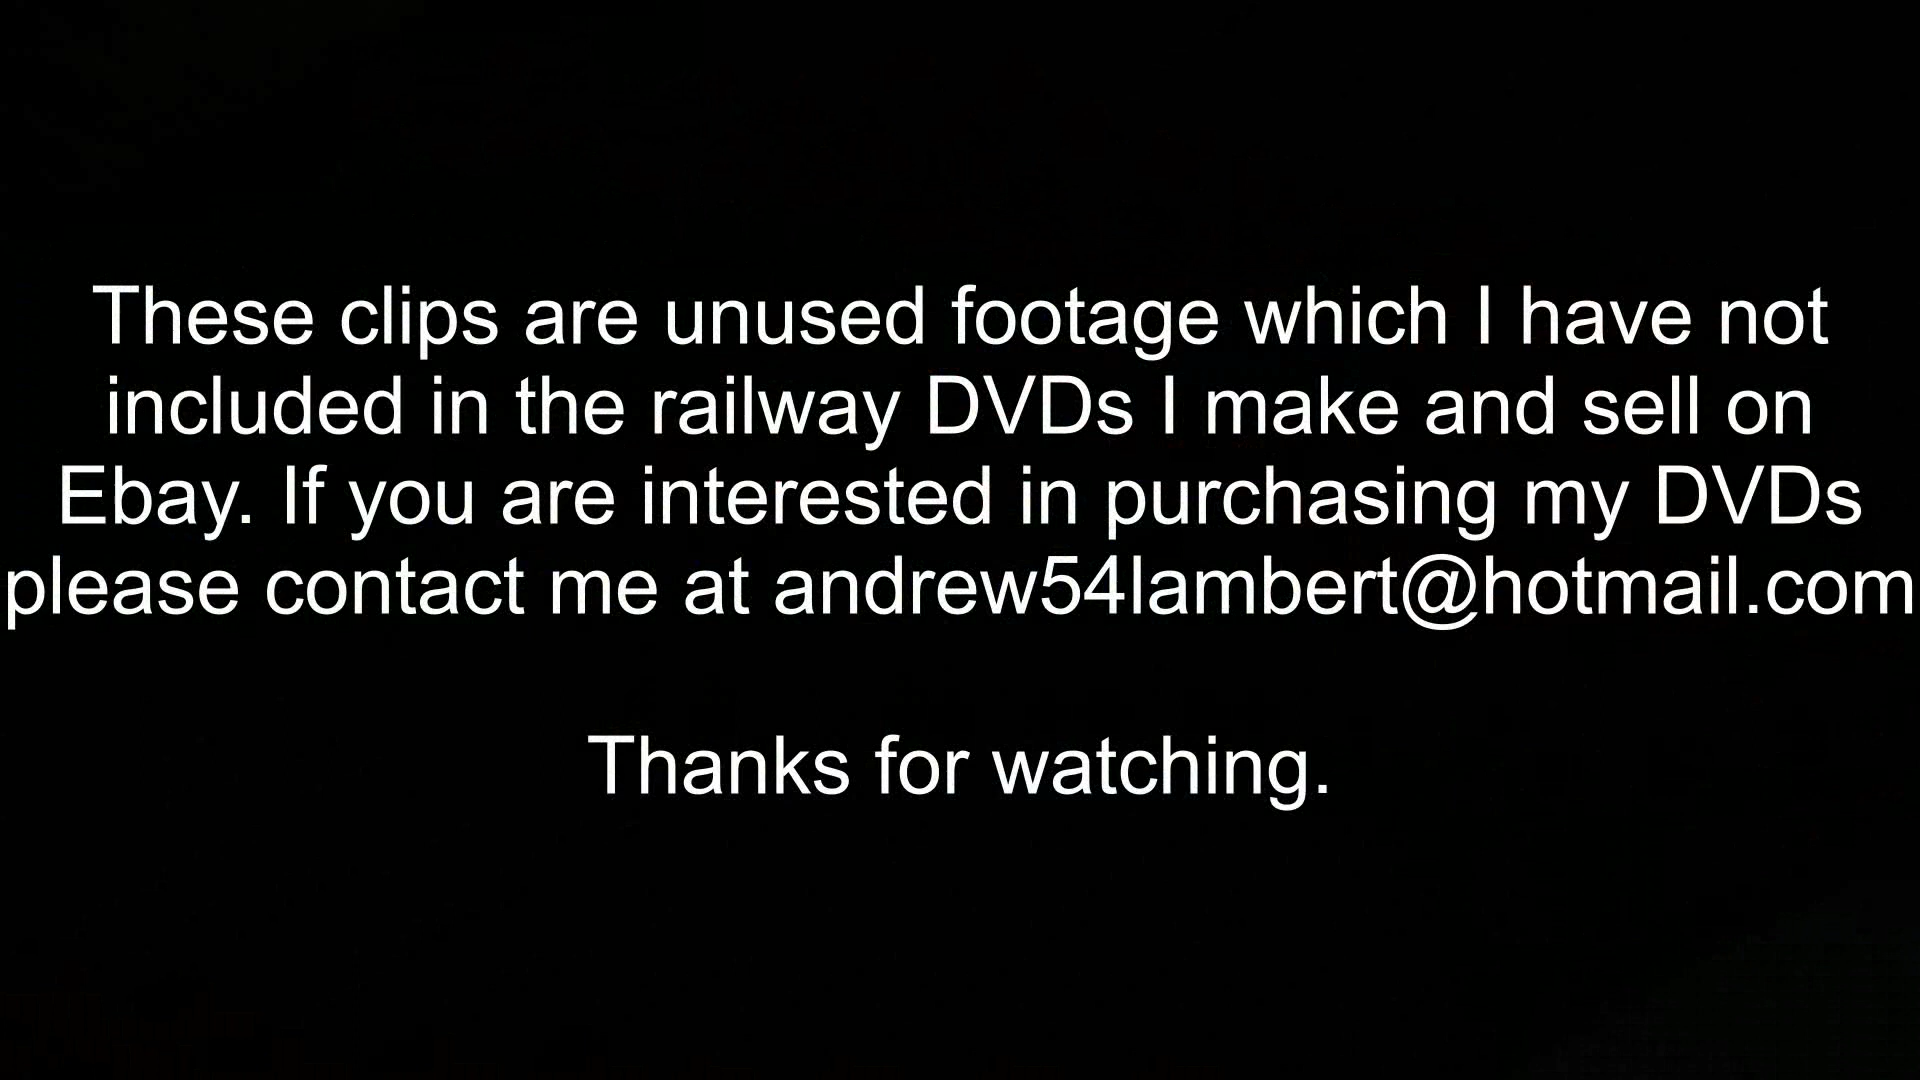 These clips are unused footage which I have not
included in the railway DVDs I make and sell on
Ebay. If you are interested in purchasing my DVDs
please contact me at andrew54lambert@hotmail.com
Thanks for watching.